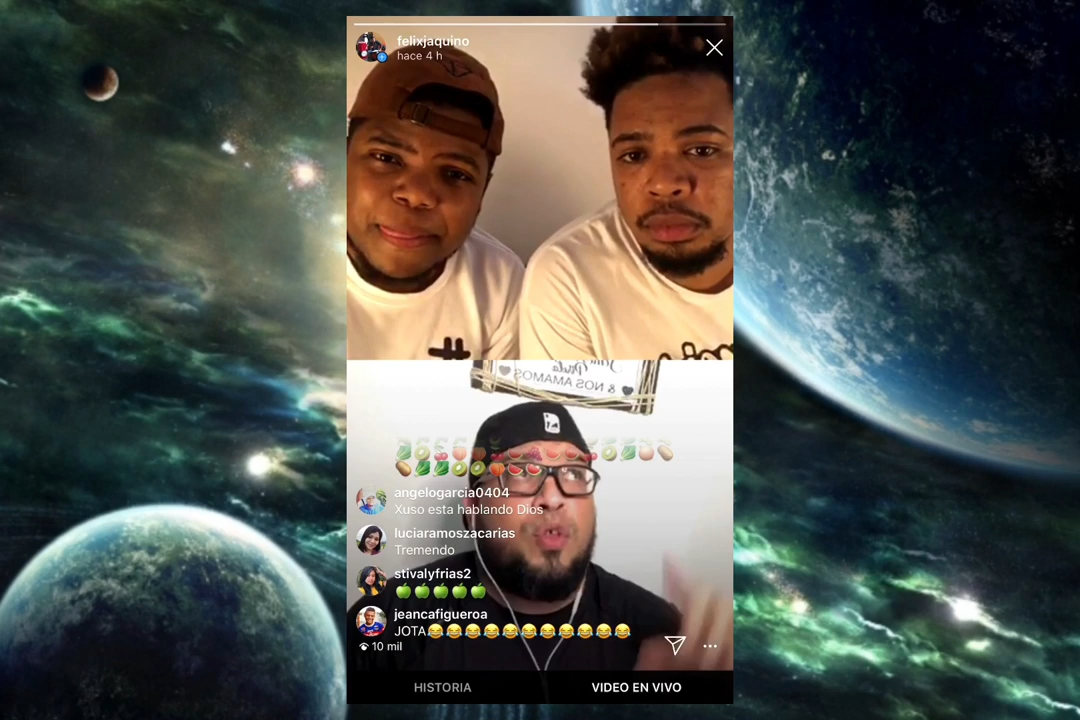 felixjaquino
hace 4 h
& NOS AMAMOS
angelogarcia0404
Xuso esta hablando Dios
luciaramoszacarias
Tremendo
stivalyfrias2
🍏🍏🍏🍏🍏
jeancafigueroa
JOTA😂😂😂😂😂😂😂😂😂😂😂
10 mil
HISTORIA
VIDEO EN VIVO